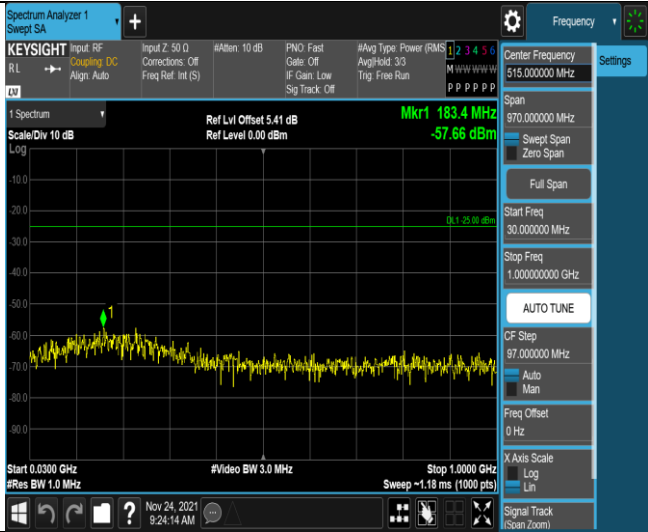 Spectrum Analyzer 1
Swept SA
Frequency
KEYSIGHT
RL
LXI
Input: RF
Coupling: DC
Align: Auto
Input Z: 50 Ω
Corrections: Off
Freq Ref: Int (S)
#Atten: 10 dB
PNO: Fast
Gate: Off
IF Gain: Low
Sig Track: Off
#Avg Type: Power (RMS
Avg|Hold: 3/3
Trig: Free Run
1 2 3 4 5 6
M W W W W W
P P P P P P
Settings
1 Spectrum
Scale/Div 10 dB
Log
Ref Lvl Offset 5.41 dB
Ref Level 0.00 dBm
Mkr1 183.4 MHz
-57.66 dBm
-10.0
-20.0
DL1 -25.00 dBm
-30.0
-40.0
-50.0
1
-60.0
-70.0
-80.0
-90.0
Start 0.0300 GHz
#Res BW 1.0 MHz
#Video BW 3.0 MHz
Stop 1.0000 GHz
Sweep ~1.18 ms (1000 pts)
Center Frequency
515.000000 MHz
Span
970.000000 MHz
Swept Span
Zero Span
Full Span
Start Freq
30.000000 MHz
Stop Freq
1.000000000 GHz
AUTO TUNE
CF Step
97.000000 MHz
Auto
Man
Freq Offset
0 Hz
X Axis Scale
Log
Lin
Signal Track
(Span Zoom)
?
Nov 24, 2021
9:24:14 AM